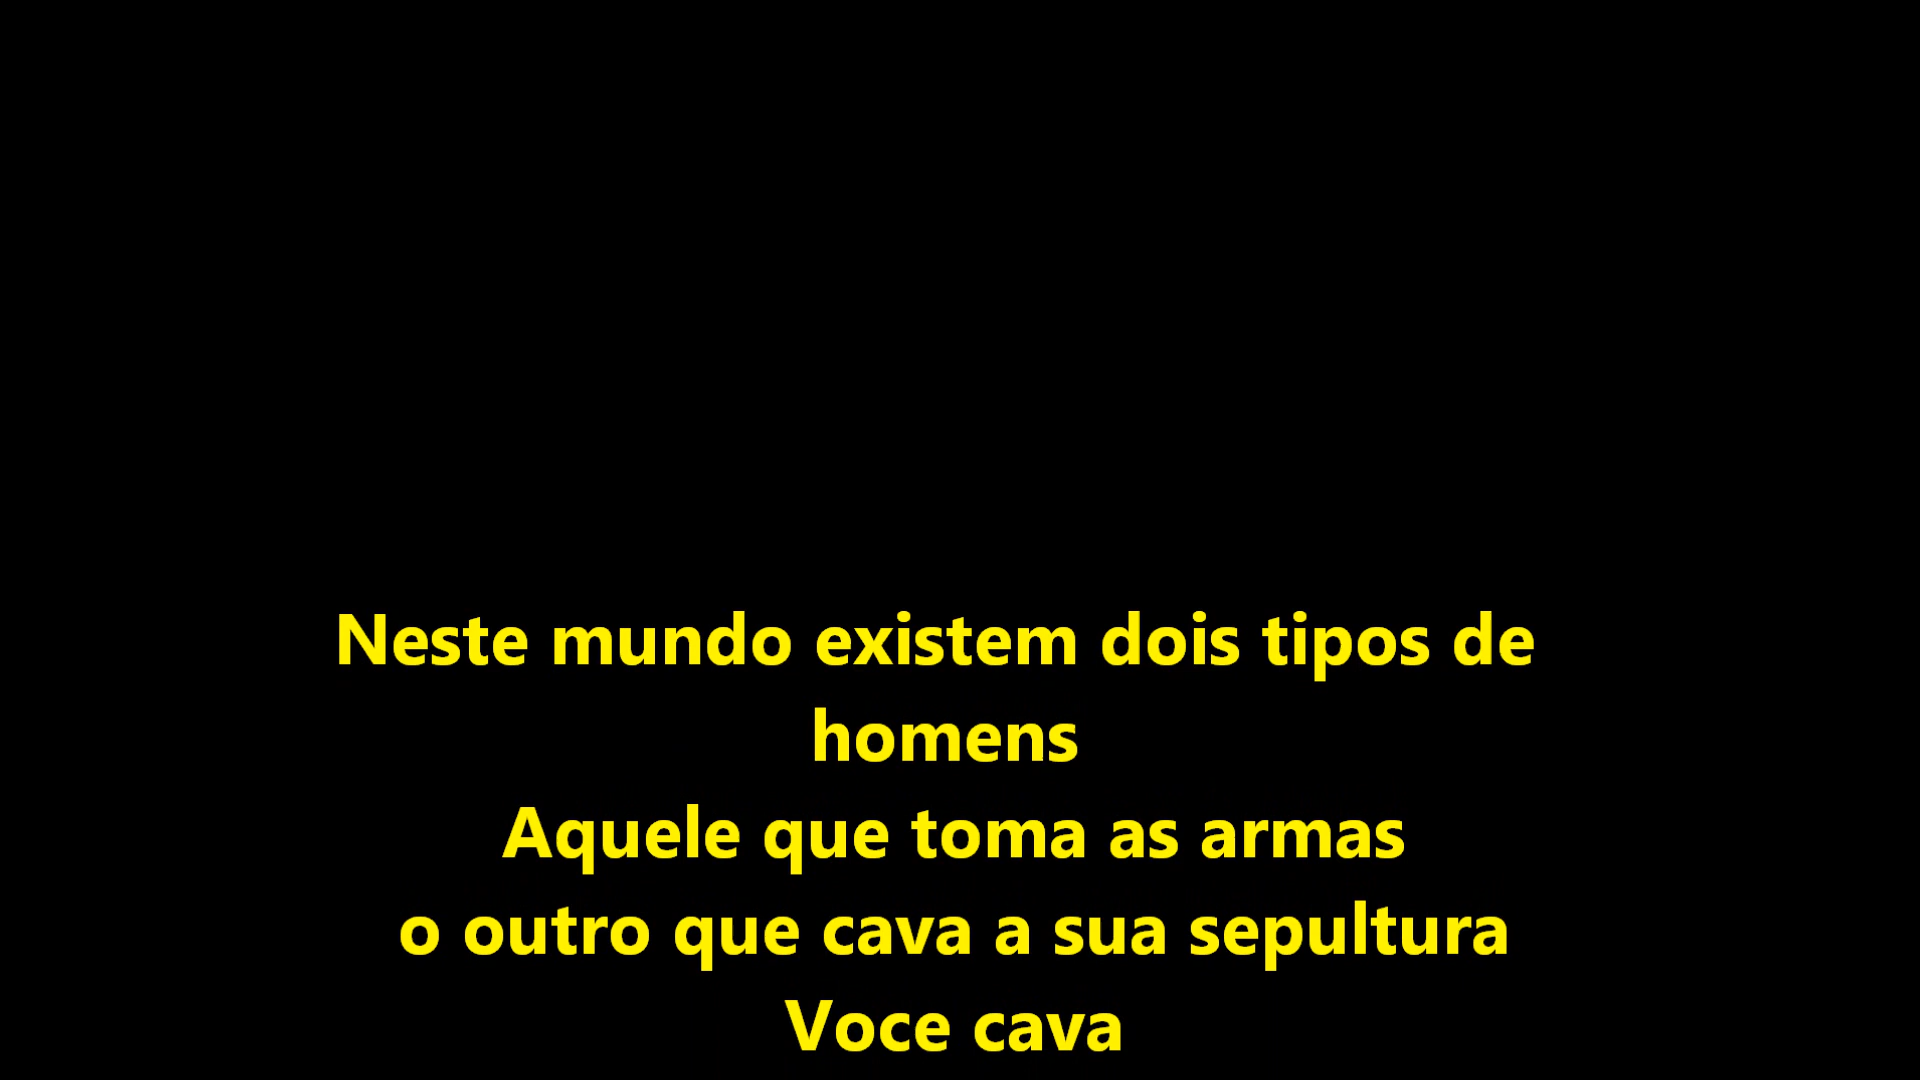 Neste mundo existem dois tipos de
homens
Aquele que toma as armas
o outro que cava a sua sepultura
Voce cava